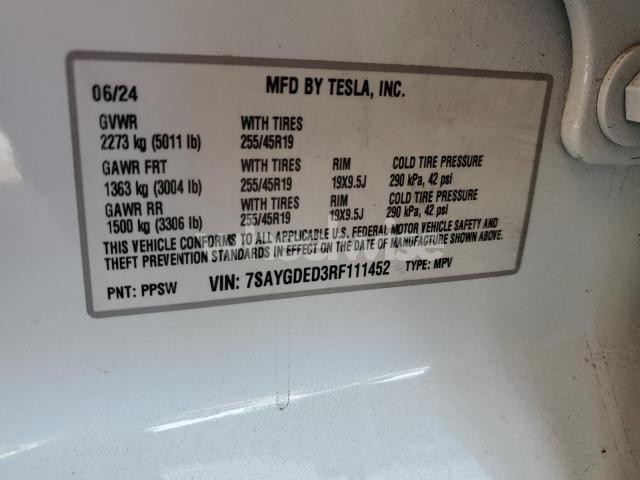 06/24 MFD BY TESLA, INC.
GVWR WITH TIRES
2273 kg (5011 lb) 255/45R19
GAWR FRT WITH TIRES RIM COLD TIRE PRESSURE
1363 kg (3004 lb) 255/45R19 19X9.5J 290 kPa, 42 psi
GAWR RR WITH TIRES RIM COLD TIRE PRESSURE
1500 kg (3306 lb) 255/45R19 19X9.5J 290 kPa, 42 psi
THIS VEHICLE CONFORMS TO ALL APPLICABLE U.S. FEDERAL MOTOR VEHICLE SAFETY AND
THEFT PREVENTION STANDARDS IN EFFECT ON THE DATE OF MANUFACTURE SHOWN ABOVE.
PNT: PPSW VIN: 7SAYGDED3RF111452 TYPE: MPV